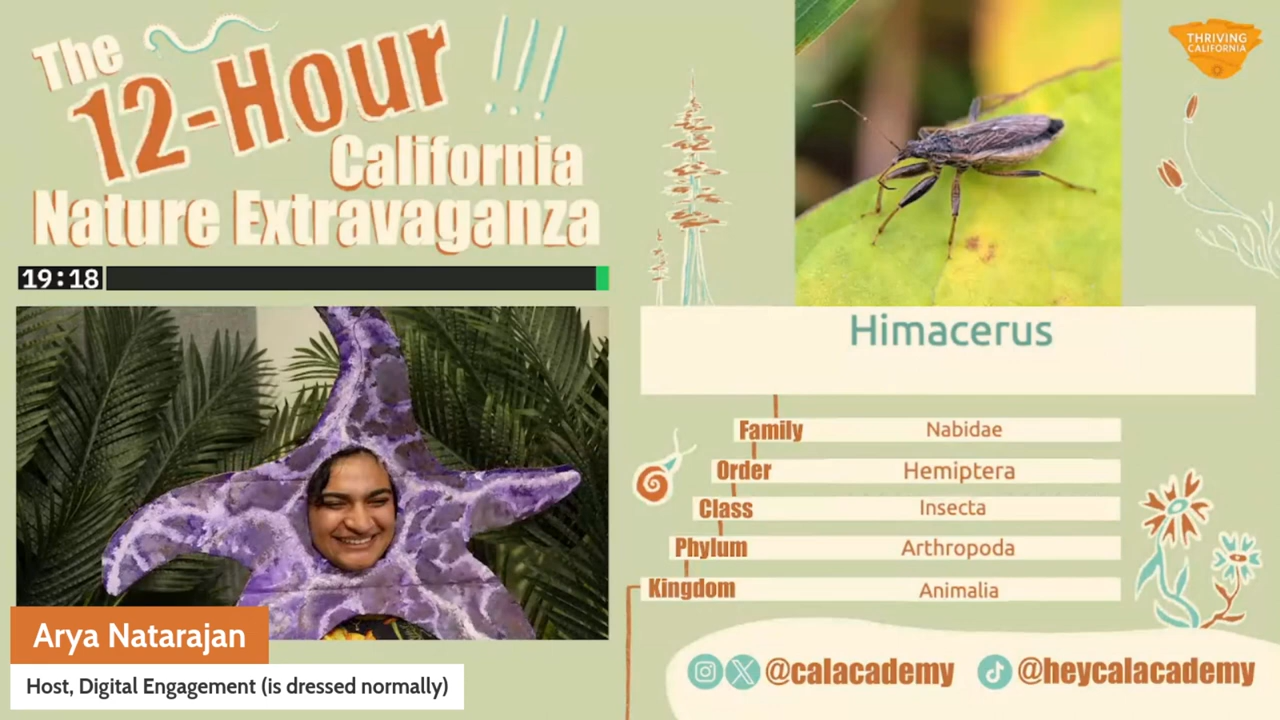 The
12-Hour
!!!
California
Nature Extravaganza
19:18
THRIVING
CALIFORNIA
Himacerus
Family Nabidae
Order Hemiptera
Class Insecta
Phylum Arthropoda
Kingdom Animalia
Arya Natarajan
Host, Digital Engagement (is dressed normally)
@calacademy @heycalacademy